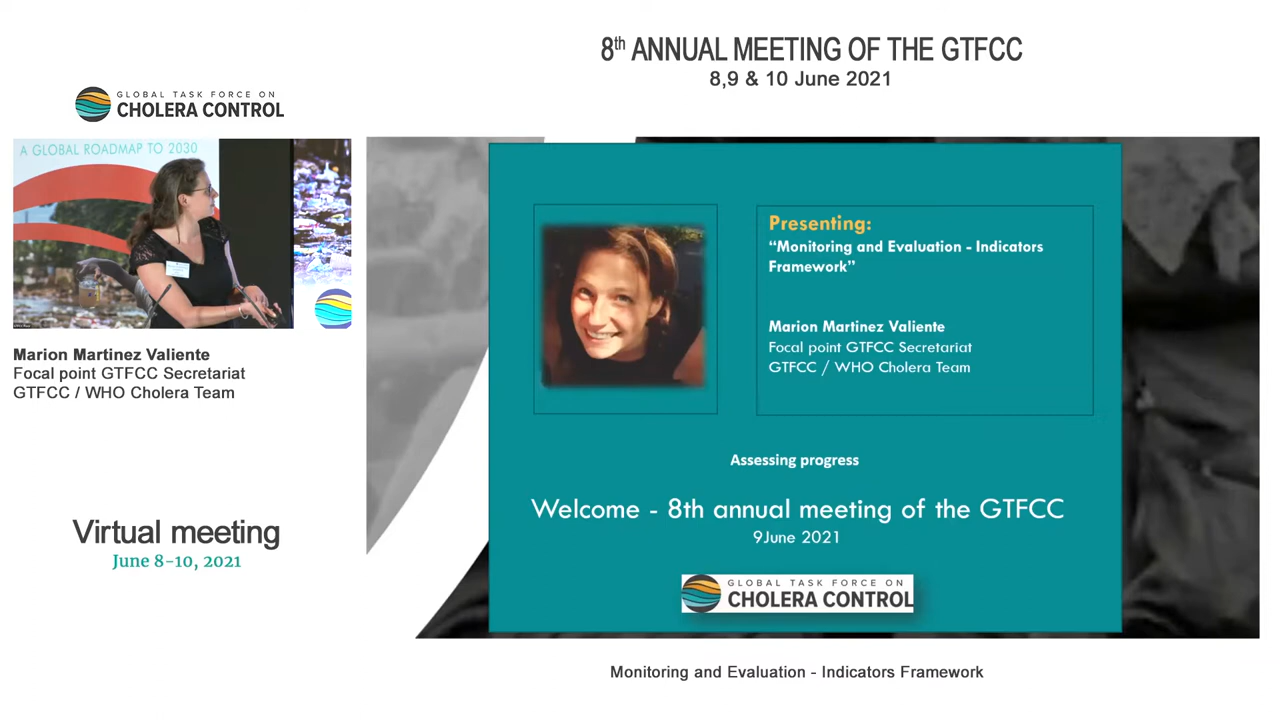 8th ANNUAL MEETING OF THE GTFCC
8,9 & 10 June 2021
GLOBAL TASK FORCE ON
CHOLERA CONTROL
A GLOBAL ROADMAP TO 2030
Marion Martinez Valiente
Focal point GTFCC Secretariat
GTFCC / WHO Cholera Team
Virtual meeting
June 8-10, 2021
Presenting:
“Monitoring and Evaluation - Indicators
Framework”
Marion Martinez Valiente
Focal point GTFCC Secretariat
GTFCC / WHO Cholera Team
Assessing progress
Welcome - 8th annual meeting of the GTFCC
9June 2021
GLOBAL TASK FORCE ON
CHOLERA CONTROL
Monitoring and Evaluation - Indicators Framework